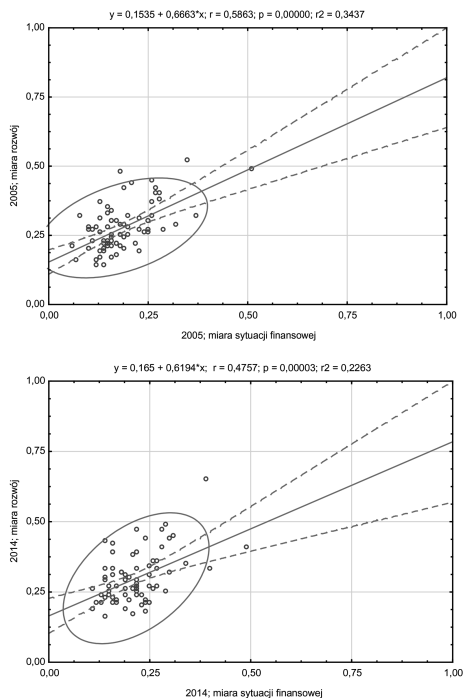 y = 0,1535 + 0,6663*x; r = 0,5863; p = 0,00000; r2 = 0,3437
1,00
0,75
0,50
0,25
0,00
2005; miara rozwój
0,00 0,25 0,50 0,75 1,00
2005; miara sytuacji finansowej
y = 0,165 + 0,6194*x; r = 0,4757; p = 0,00003; r2 = 0,2263
1,00
0,75
0,50
0,25
0,00
2014; miara rozwój
0,00 0,25 0,50 0,75 1,00
2014; miara sytuacji finansowej